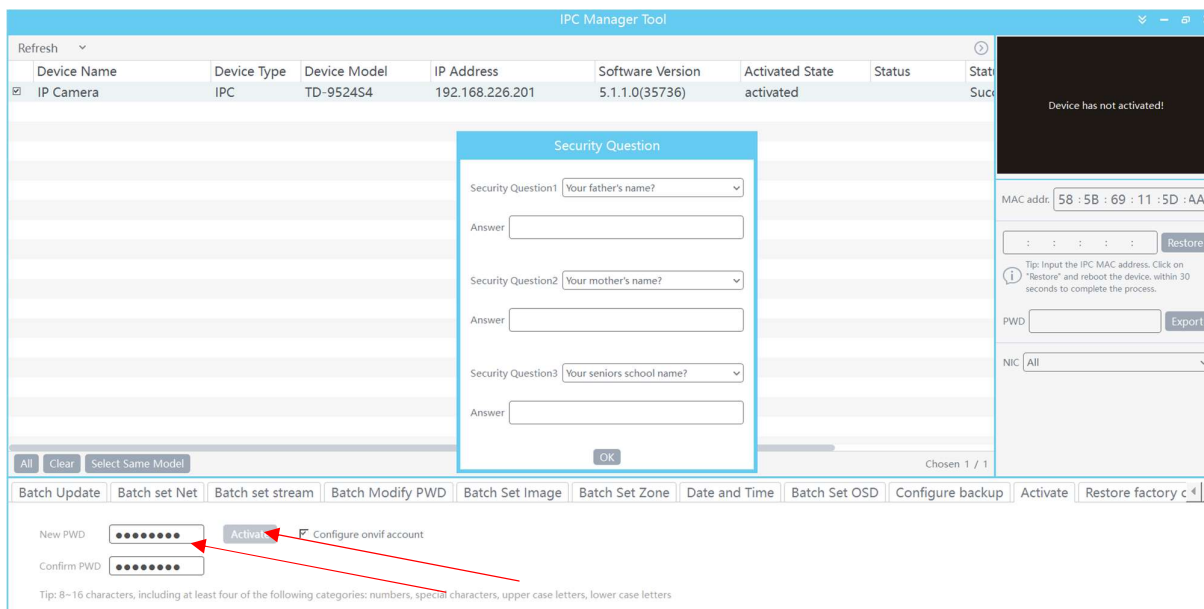 IPC Manager Tool
Refresh
Device Name Device Type Device Model IP Address Software Version Activated State Status Stat
IP Camera IPC TD-9524S4 192.168.226.201 5.1.1.0(35736) activated Succ
Device has not activated!
Security Question
Security Question1 Your father's name?
Answer
Security Question2 Your mother's name?
Answer
Security Question3 Your seniors school name?
Answer
OK
MAC addr. 58 : 5B : 69 : 11 : 5D : AA
: : : : : Restore
Tip: Input the IPC MAC address. Click on
"Restore" and reboot the device. within 30
seconds to complete the process.
PWD Export
NIC All
All Clear Select Same Model Chosen 1 / 1
Batch Update Batch set Net Batch set stream Batch Modify PWD Batch Set Image Batch Set Zone Date and Time Batch Set OSD Configure backup Activate Restore factory c
New PWD ●●●●●●●● Activate Configure onvif account
Confirm PWD ●●●●●●●●
Tip: 8~16 characters, including at least four of the following categories: numbers, special characters, upper case letters, lower case letters